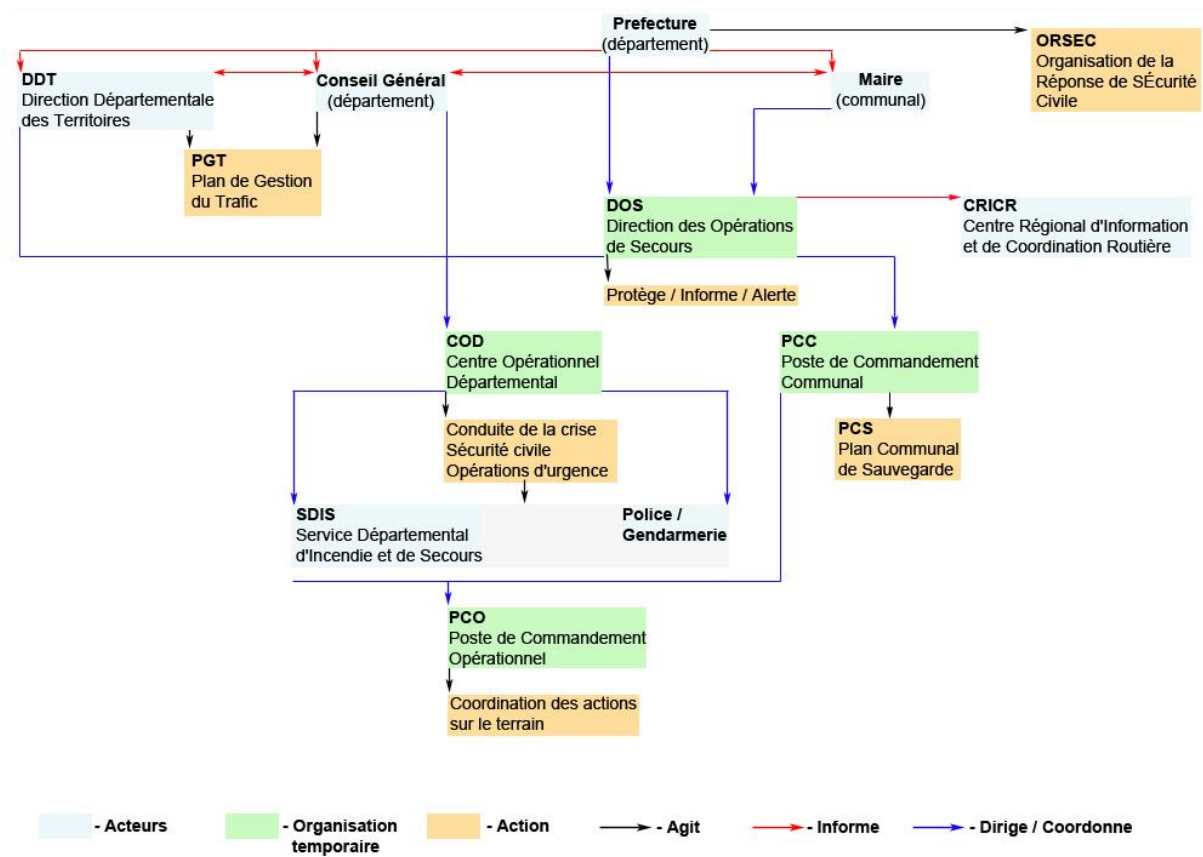 Prefecture
(département)
ORSEC
Organisation de la
Réponse de SÉcurité
Civile
DDT
Direction Départementale
des Territoires
Conseil Général
(département)
Maire
(communal)
PGT
Plan de Gestion
du Trafic
DOS
Direction des Opérations
de Secours
CRICR
Centre Régional d'Information
et de Coordination Routière
Protège / Informe / Alerte
COD
Centre Opérationnel
Départemental
PCC
Poste de Commandement
Communal
Conduite de la crise
Sécurité civile
Opérations d'urgence
PCS
Plan Communal
de Sauvegarde
SDIS
Service Départemental
d'Incendie et de Secours
Police /
Gendarmerie
PCO
Poste de Commandement
Opérationnel
Coordination des actions
sur le terrain
- Acteurs
- Organisation
temporaire
- Action
- Agit
- Informe
- Dirige / Coordonne